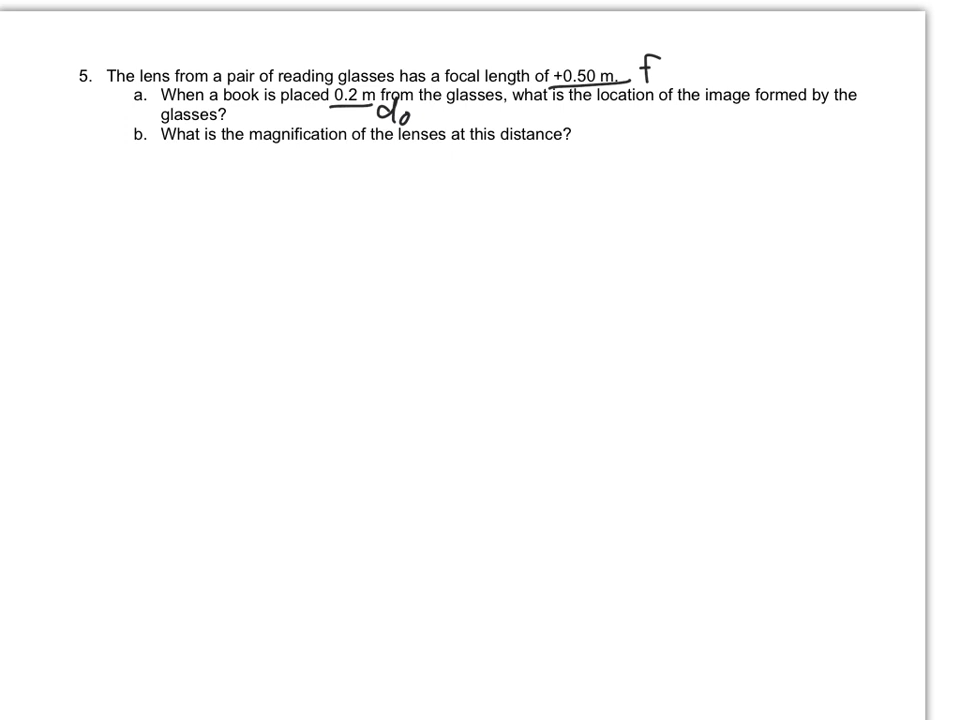 5. The lens from a pair of reading glasses has a focal length of +0.50 m. f
a. When a book is placed 0.2 m from the glasses, what is the location of the image formed by the
glasses? do
b. What is the magnification of the lenses at this distance?